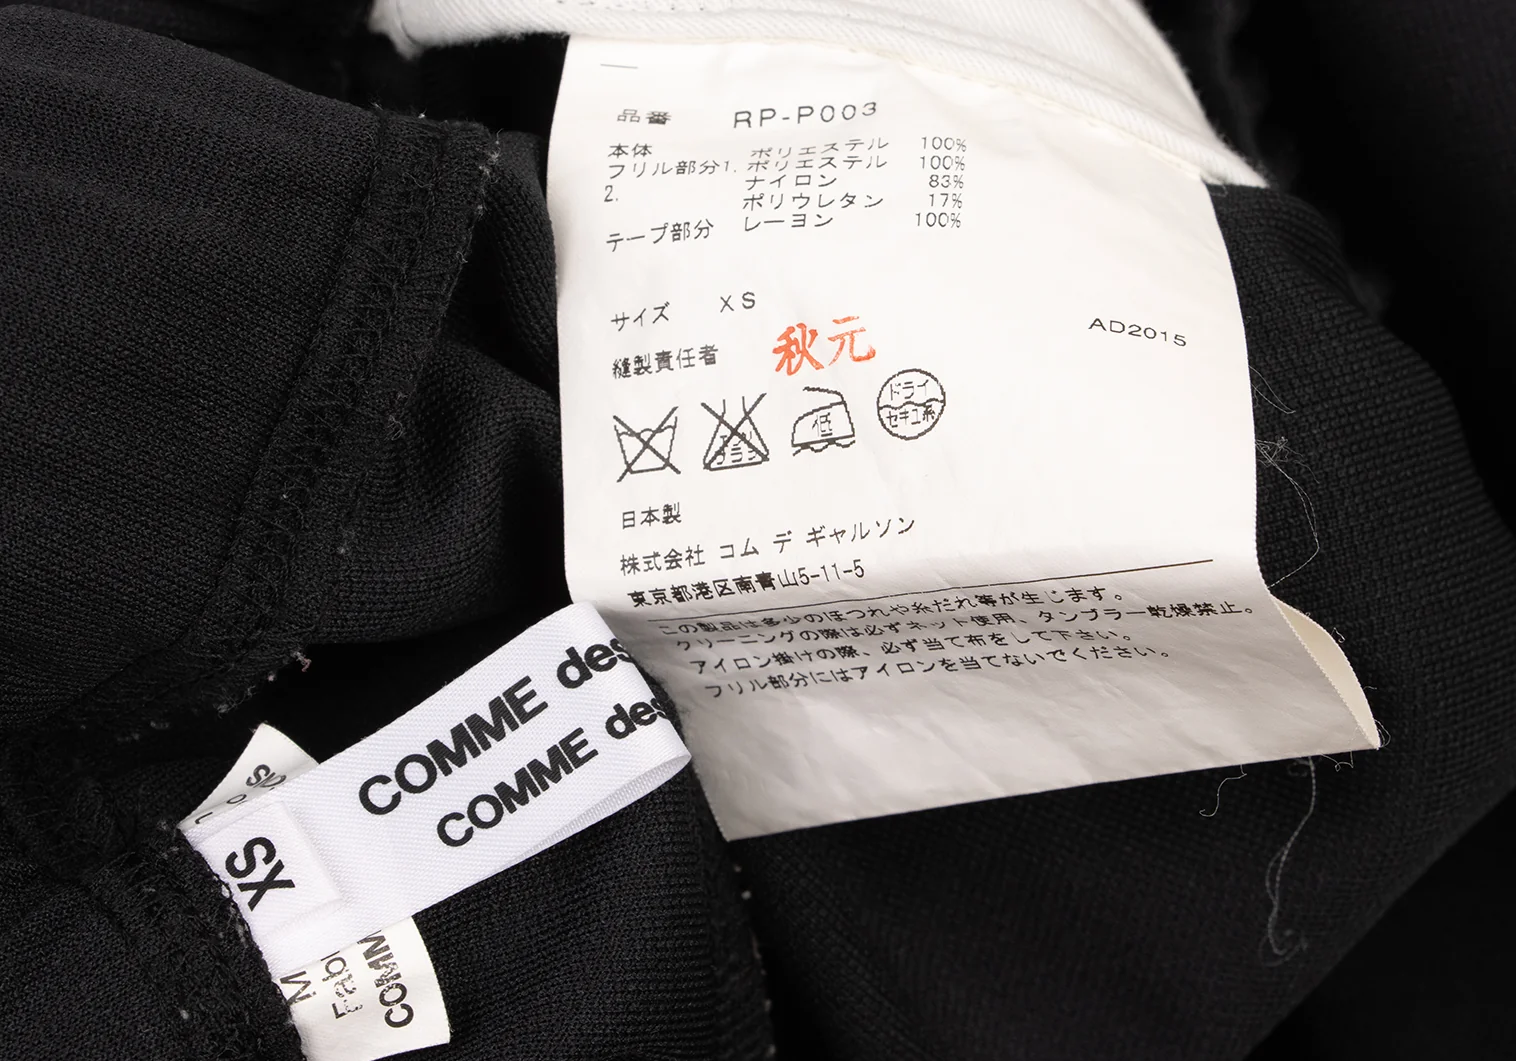 品番 RP-P003
本体 ポリエステル 100%
フリル部分1. ポリエステル 100%
2. ナイロン 83%
ポリウレタン 17%
テープ部分 レーヨン 100%
サイズ XS
AD2015
縫製責任者 秋元
低
ドライ
セキユ系
日本製
株式会社 コム デ ギャルソン
東京都港区南青山5-11-5
この製品は多少のほつれや糸だれ等が生じます。
クリーニングの際は必ずネット使用、タンブラー乾燥禁止。
アイロン掛けの際、必ず当て布をして下さい。
フリル部分にはアイロンを当てないでください。
COMME des
COMME des
XS
M
Fabr
COMM